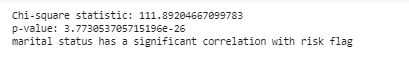 Chi-square statistic: 111.89204667099783
p-value: 3.773053705715196e-26
marital status has a significant correlation with risk flag